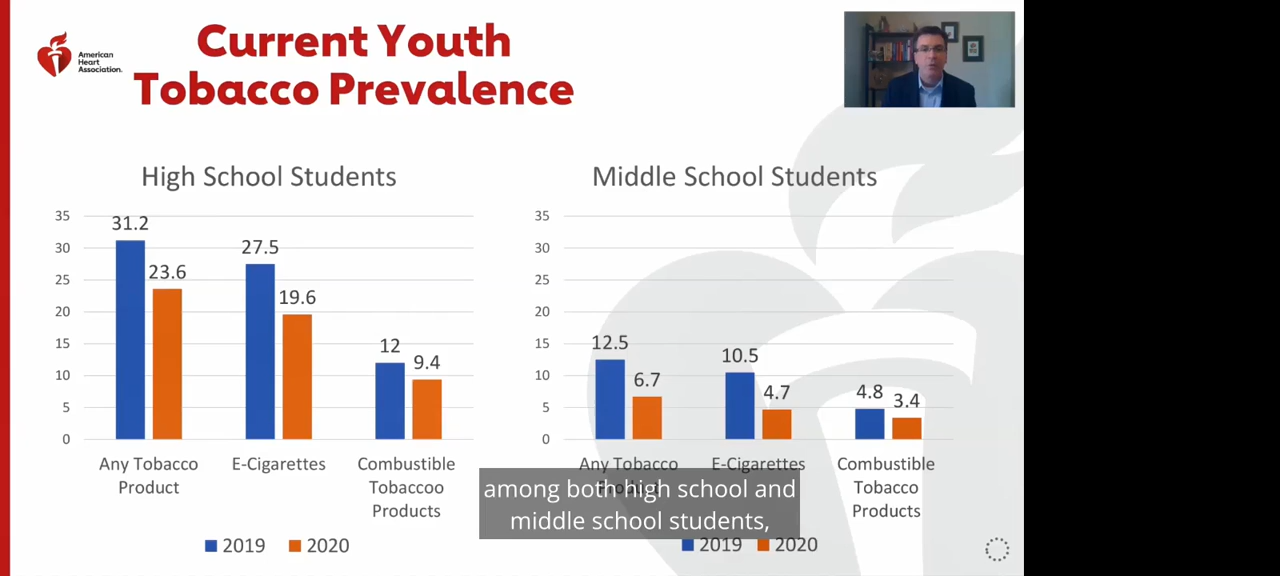 Current Youth
Tobacco Prevalence
American
Heart
Association.
High School Students
35
30
25
20
15
10
5
0
31.2
23.6
27.5
19.6
12
9.4
Any Tobacco
Product
E-Cigarettes
Combustible
Tobaccoo
Products
2019
2020
Middle School Students
35
30
25
20
15
10
5
0
12.5
6.7
10.5
4.7
4.8
3.4
Any Tobacco
E-Cigarettes
Combustible
Tobacco
Products
2019
2020
among both high school and
middle school students,